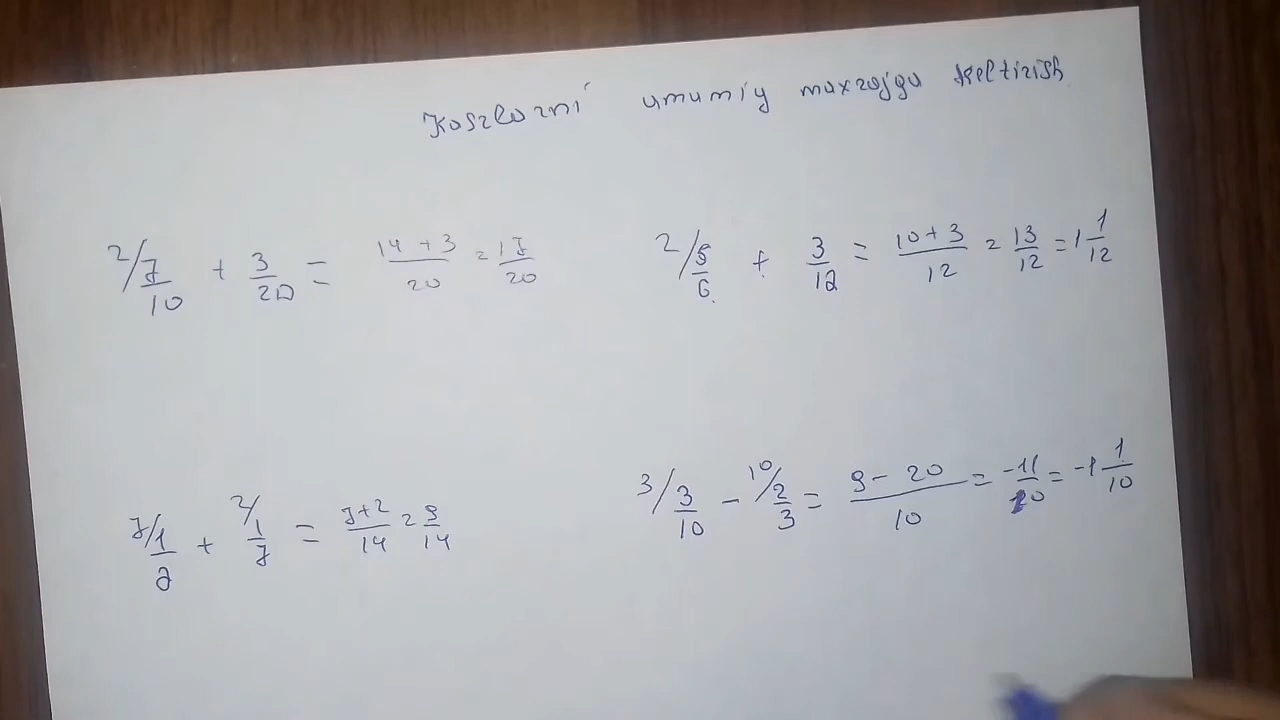 Kasrlarni umumiy maxrajga keltirish
2/ 7/10 + 3/20 = 14+3/20 = 17/20
2/ 5/6 + 3/12 = 10+3/12 = 13/12 = 1 1/12
7/ 1/2 + 2/ 1/7 = 7+2/14 = 9/14
3/ 3/10 - 10/ 2/3 = 9-20/10 = -11/10 = -1 1/10